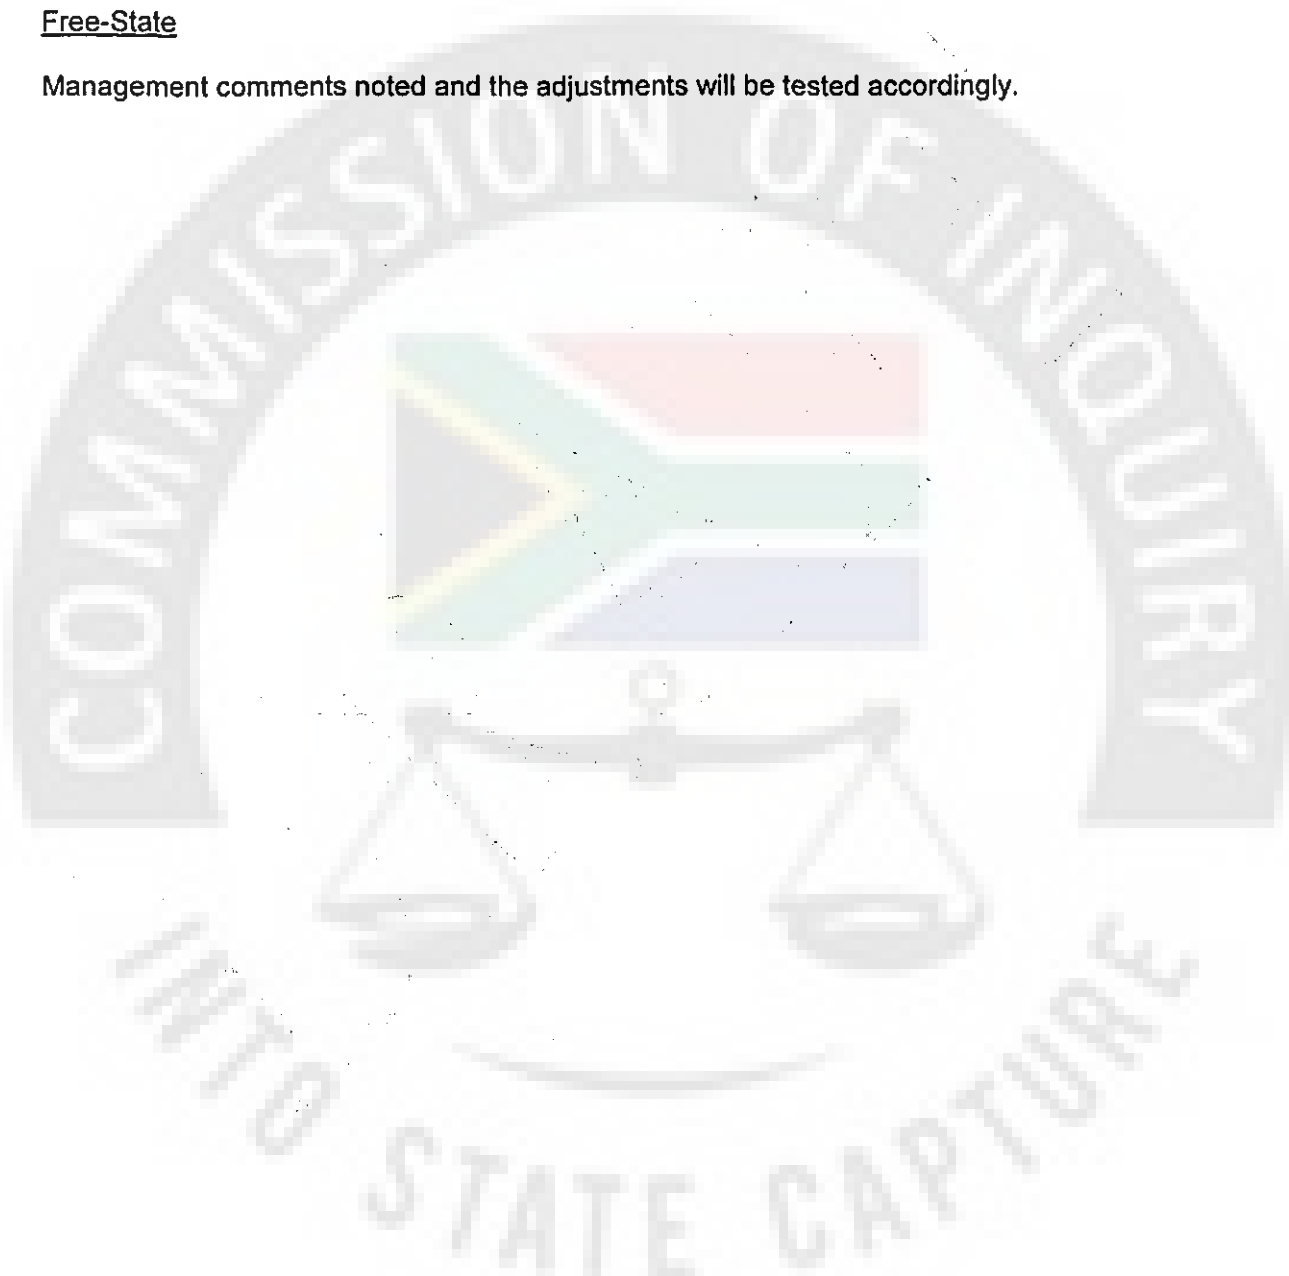 Free-State
Management comments noted and the adjustments will be tested accordingly.
COMMISSION OF INQUIRY
INTO STATE CAPTURE